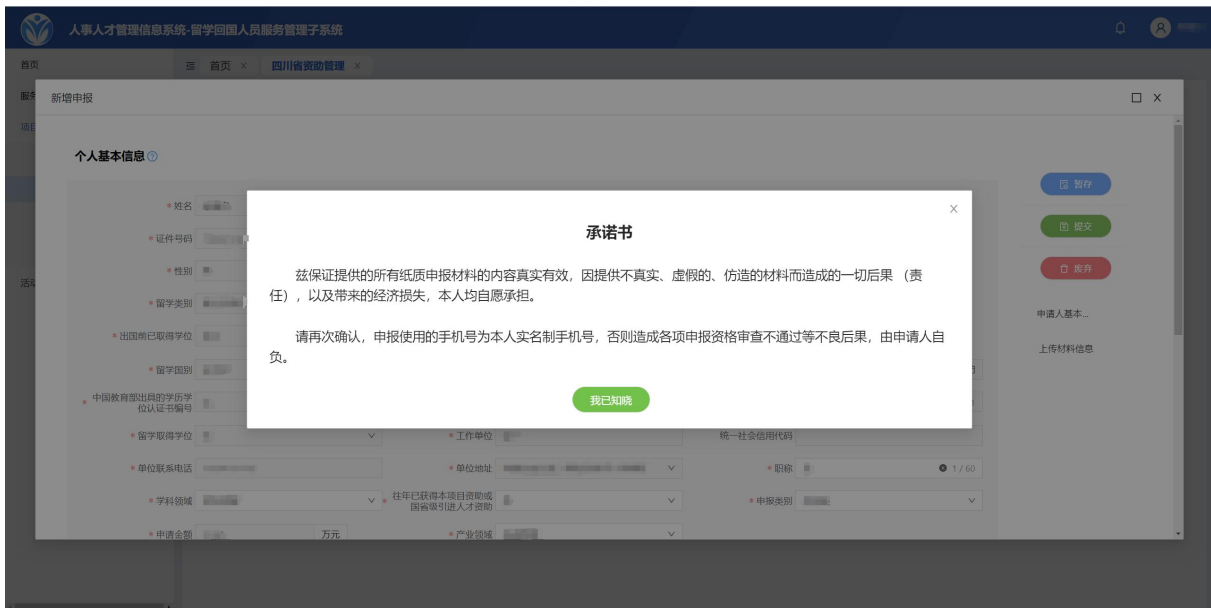 人事人才管理信息系统-留学回国人员服务管理子系统
首页
首页 ×
四川省资助管理 ×
服务
新增申报
项目
个人基本信息
暂存
*姓名
×
承诺书
提交
*证件号码
*性别
兹保证提供的所有纸质申报材料的内容真实有效，因提供不真实、虚假的、仿造的材料而造成的一切后果 （责
任），以及带来的经济损失，本人均自愿承担。
废弃
活动
*留学类别
申请人基本...
*出国前已取得学位
请再次确认，申报使用的手机号为本人实名制手机号，否则造成各项申报资格审查不通过等不良后果，由申请人自
负。
上传材料信息
*留学国别
*中国教育部出具的学历学
位认证书编号
我已知晓
*留学取得学位
*工作单位
统一社会信用代码
*单位联系电话
*单位地址
*职称
1 / 60
*学科领域
*往年已获得本项目资助或
国省级引进人才资助
*申报类别
*申请金额
万元
*产业领域